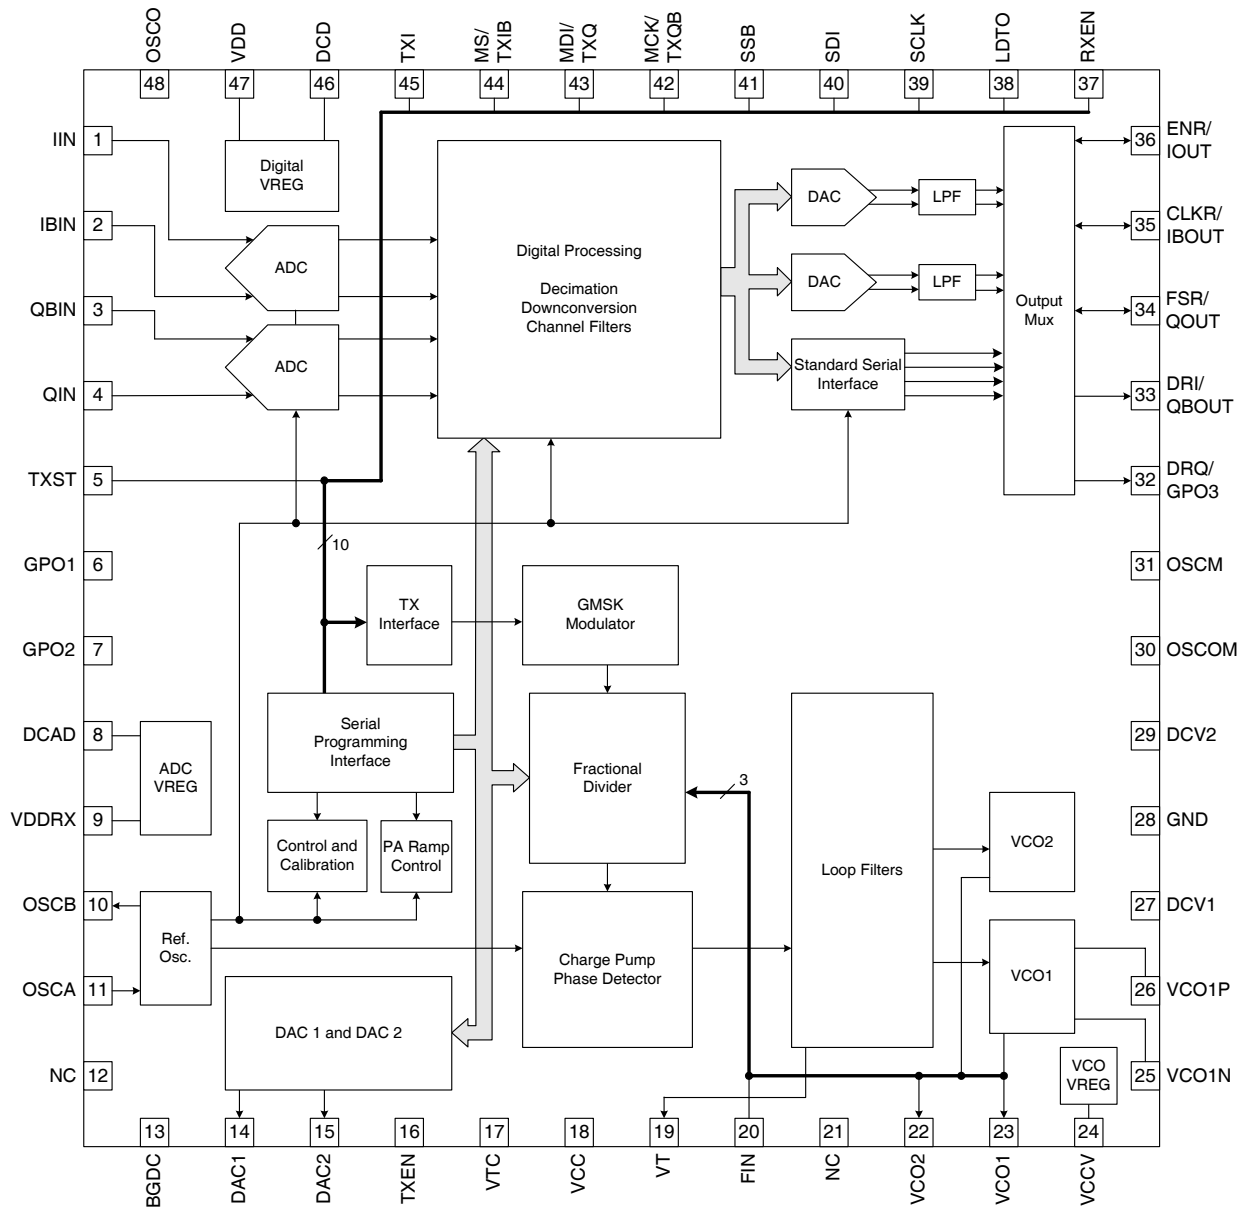 OSCO
VDD
DCD
TXI
MS/
TXIB
MDI/
TXQ
MCK/
TXQB
SSB
SDI
SCLK
LDTO
RXEN
48
47
46
45
44
43
42
41
40
39
38
37
IIN
1
IBIN
2
QBIN
3
QIN
4
TXST
5
GPO1
6
GPO2
7
DCAD
8
VDDRX
9
OSCB
10
OSCA
11
NC
12
Digital
VREG
ADC
ADC
Digital Processing
Decimation
Downconversion
Channel Filters
DAC
LPF
DAC
LPF
Standard Serial
Interface
Output
Mux
36
ENR/
IOUT
35
CLKR/
IBOUT
34
FSR/
QOUT
33
DRI/
QBOUT
32
DRQ/
GPO3
31
OSCM
30
OSCOM
29
DCV2
28
GND
27
DCV1
26
VCO1P
25
VCO1N
10
TX
Interface
GMSK
Modulator
Serial
Programming
Interface
Fractional
Divider
3
ADC
VREG
Control and
Calibration
PA Ramp
Control
Loop Filters
VCO2
Ref.
Osc.
Charge Pump
Phase Detector
VCO1
DAC 1 and DAC 2
VCO
VREG
13
14
15
16
17
18
19
20
21
22
23
24
BGDC
DAC1
DAC2
TXEN
VTC
VCC
VT
FIN
NC
VCO2
VCO1
VCCV